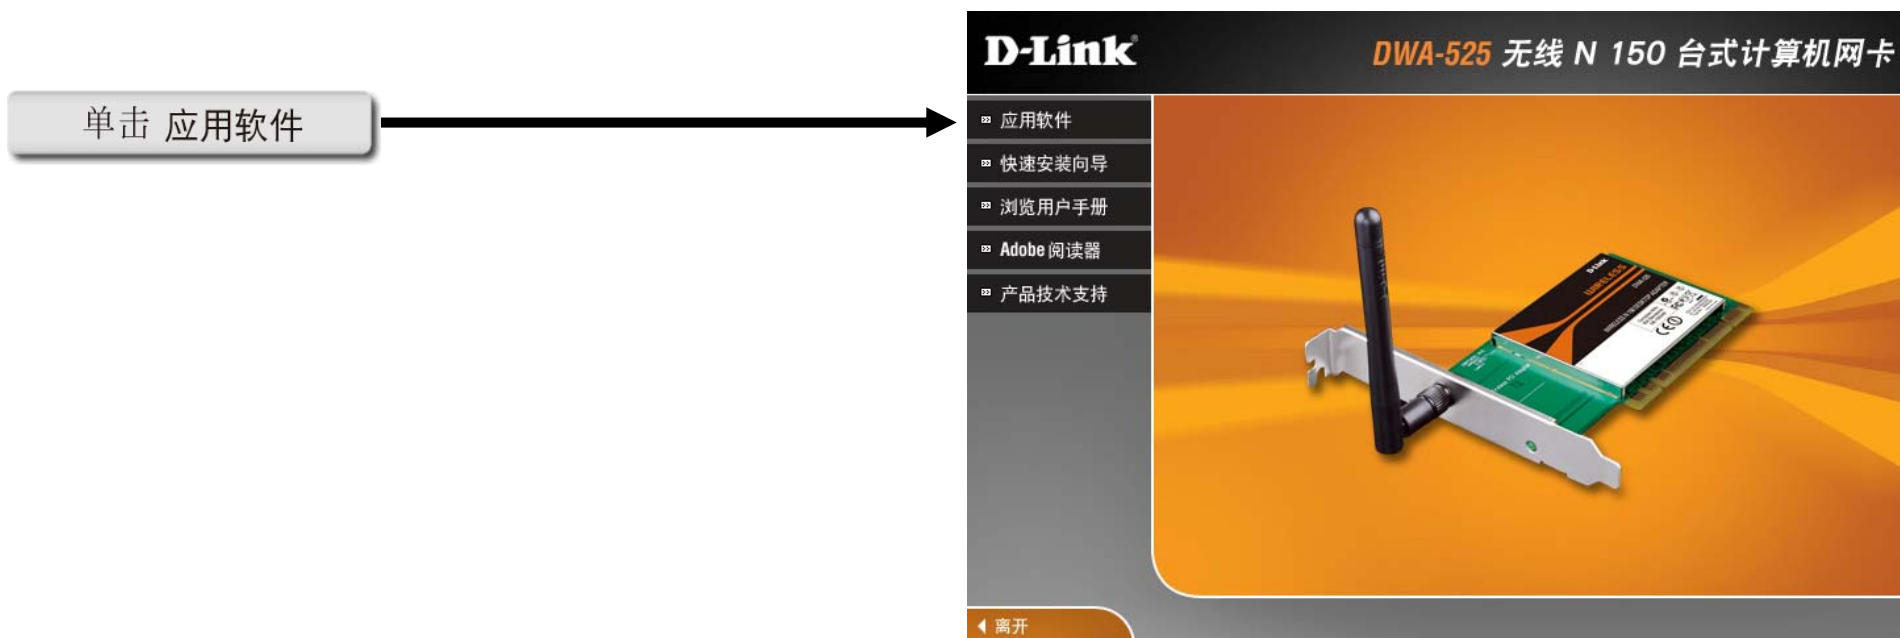 D-Link
DWA-525 无线 N 150 台式计算机网卡
单击 应用软件
应用软件
快速安装向导
浏览用户手册
Adobe 阅读器
产品技术支持
D-Link
WIRELESS
离开